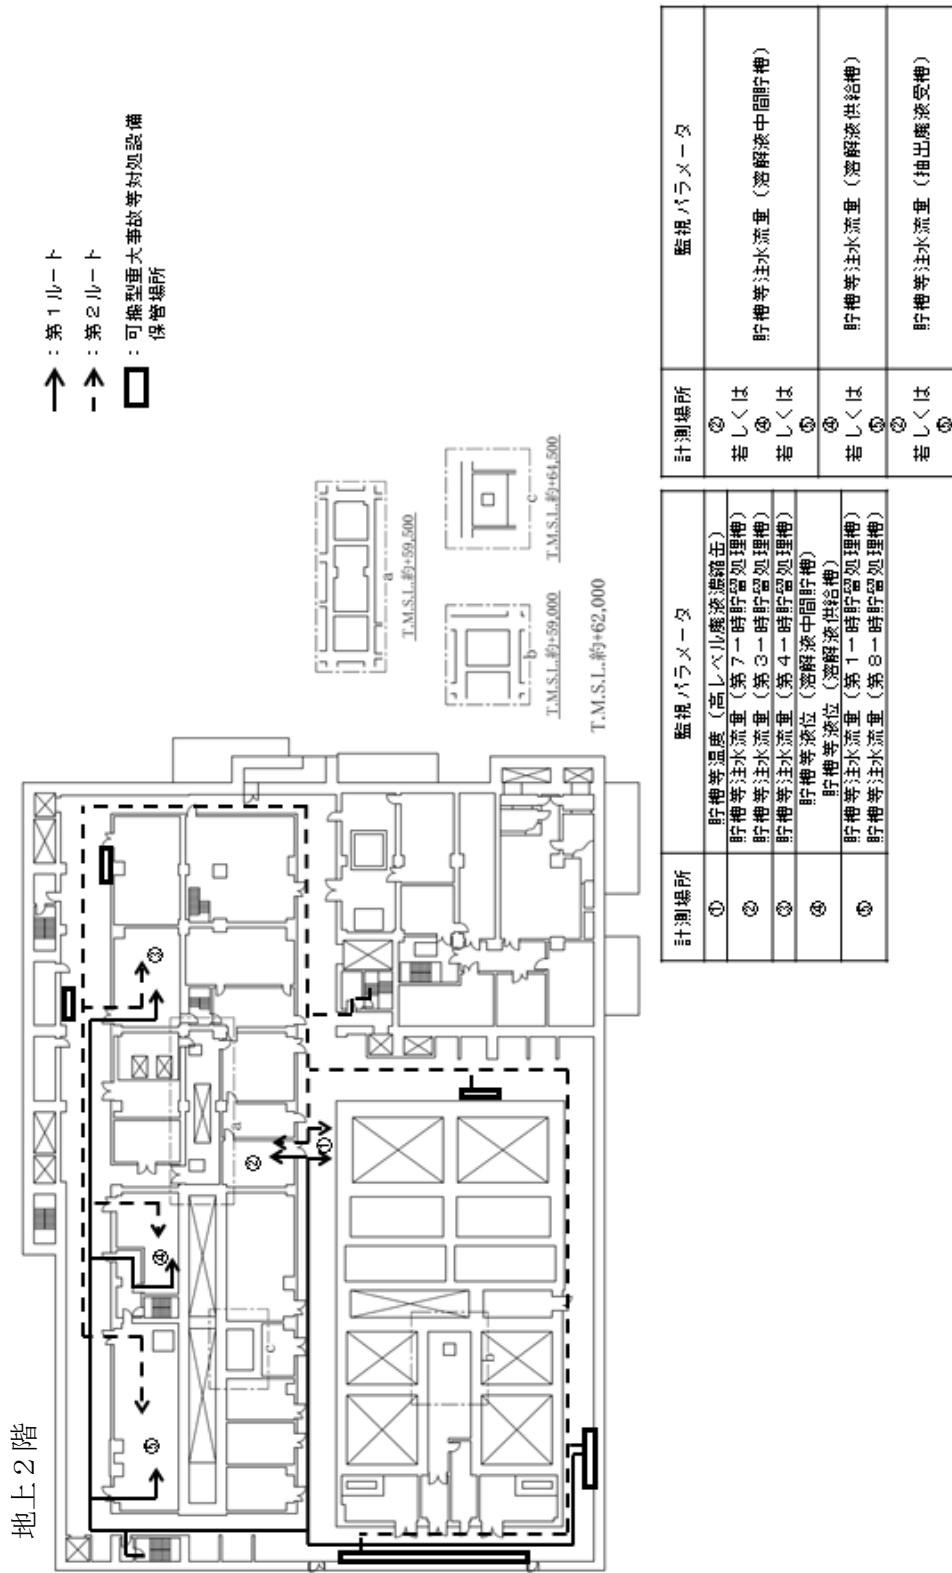 地上２階
：第１ルート
：第２ルート
：可搬型重大事故等対処設備
保管場所
①
②
③
④
⑤
a
b
c
a
T.M.S.L.約+59,500
b
T.M.S.L.約+59,000
c
T.M.S.L.約+64,500
T.M.S.L.約+62,000
計測場所 監視パラメータ
① 貯槽等温度（高レベル廃液濃縮缶）
② 貯槽等注水流量（第７一時貯留処理槽）
貯槽等注水流量（第３一時貯留処理槽）
③ 貯槽等注水流量（第４一時貯留処理槽）
④ 貯槽等液位（溶解液中間貯槽）
貯槽等液位（溶解液供給槽）
⑤ 貯槽等注水流量（第１一時貯留処理槽）
貯槽等注水流量（第８一時貯留処理槽）
計測場所 監視パラメータ
②
若しくは
④
若しくは
⑤
貯槽等注水流量（溶解液中間貯槽）
④
若しくは
⑤
貯槽等注水流量（溶解液供給槽）
②
若しくは
⑤
貯槽等注水流量（抽出廃液受槽）